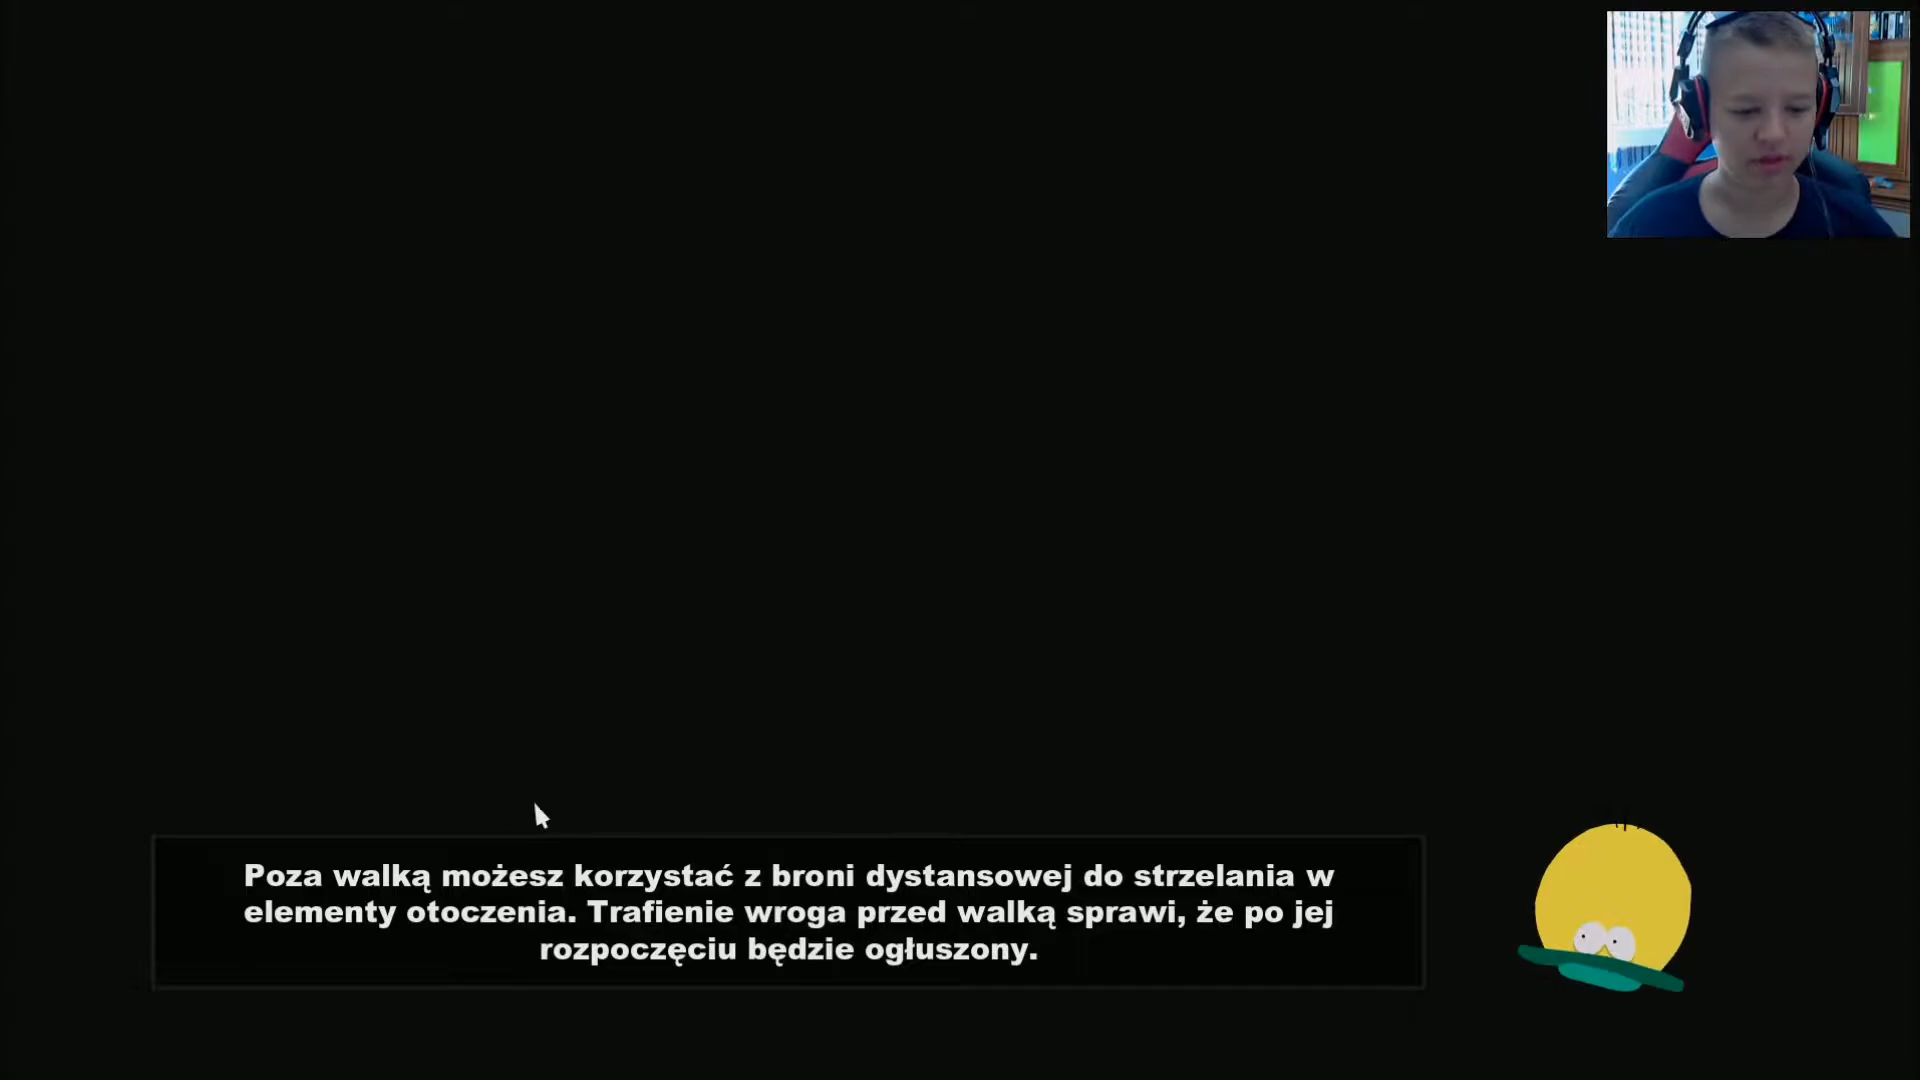 Poza walką możesz korzystać z broni dystansowej do strzelania w
elementy otoczenia. Trafienie wroga przed walką sprawi, że po jej
rozpoczęciu będzie ogłuszony.